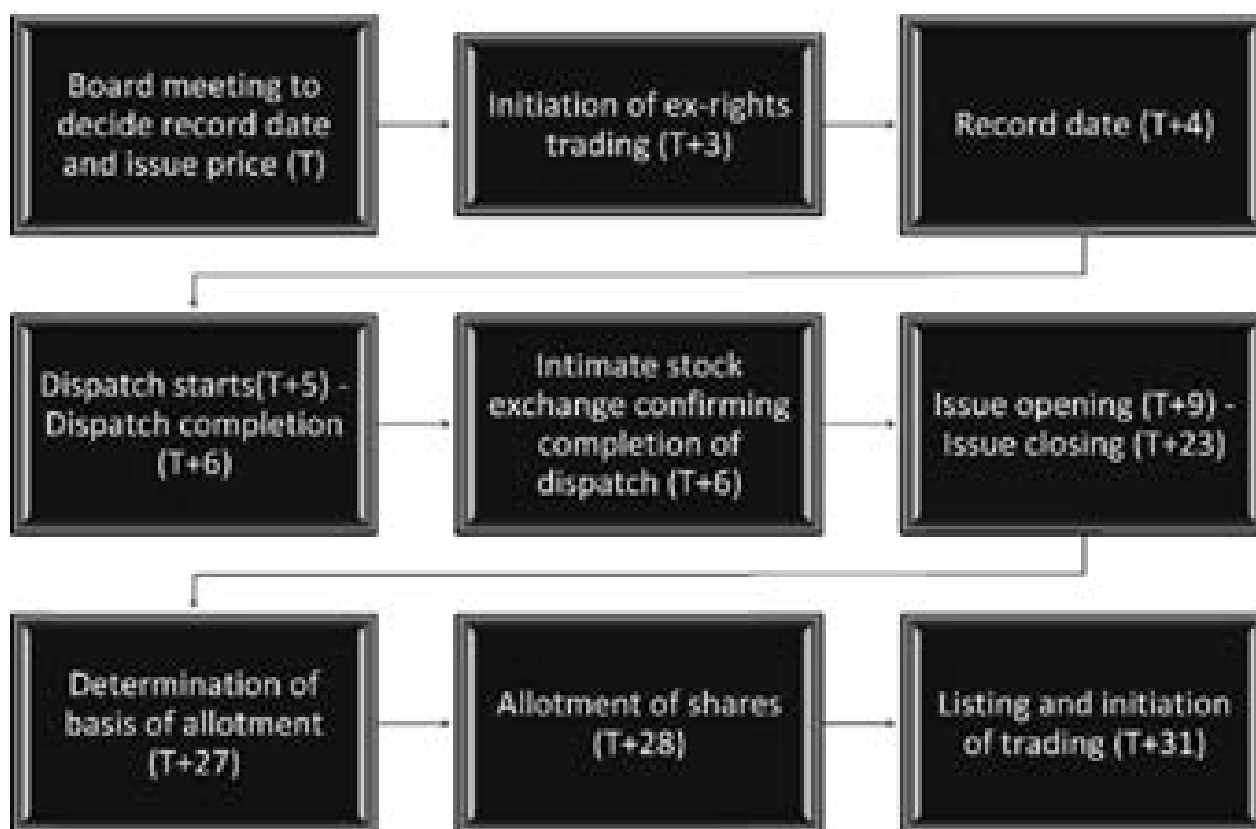 Board meeting to
decide record date
and issue price (T)
Initiation of ex-rights
trading (T+3)
Record date (T+4)
Dispatch starts(T+5) -
Dispatch completion
(T+6)
Intimate stock
exchange confirming
completion of
dispatch (T+6)
Issue opening (T+9) -
Issue closing (T+23)
Determination of
basis of allotment
(T+27)
Allotment of shares
(T+28)
Listing and initiation
of trading (T+31)